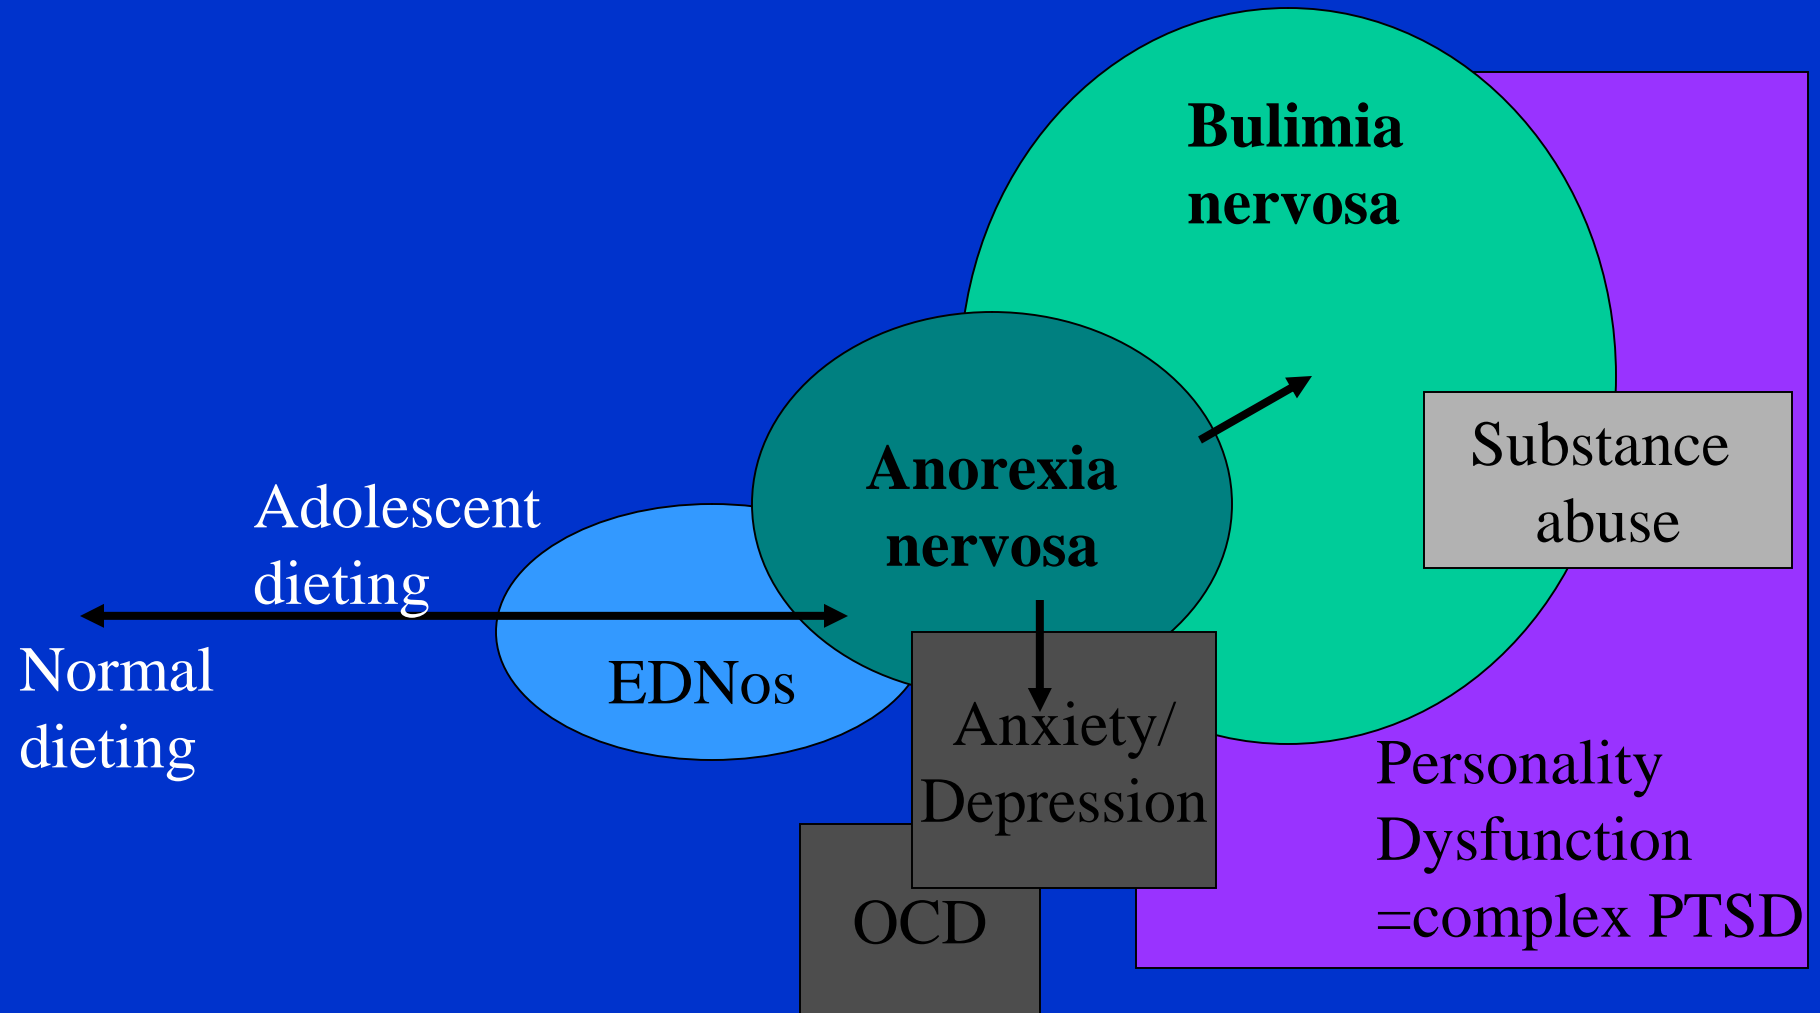 Bulimia
nervosa
Anorexia
nervosa
Substance
abuse
Adolescent
dieting
Normal
dieting
EDNos
Anxiety/
Depression
OCD
Personality
Dysfunction
=complex PTSD